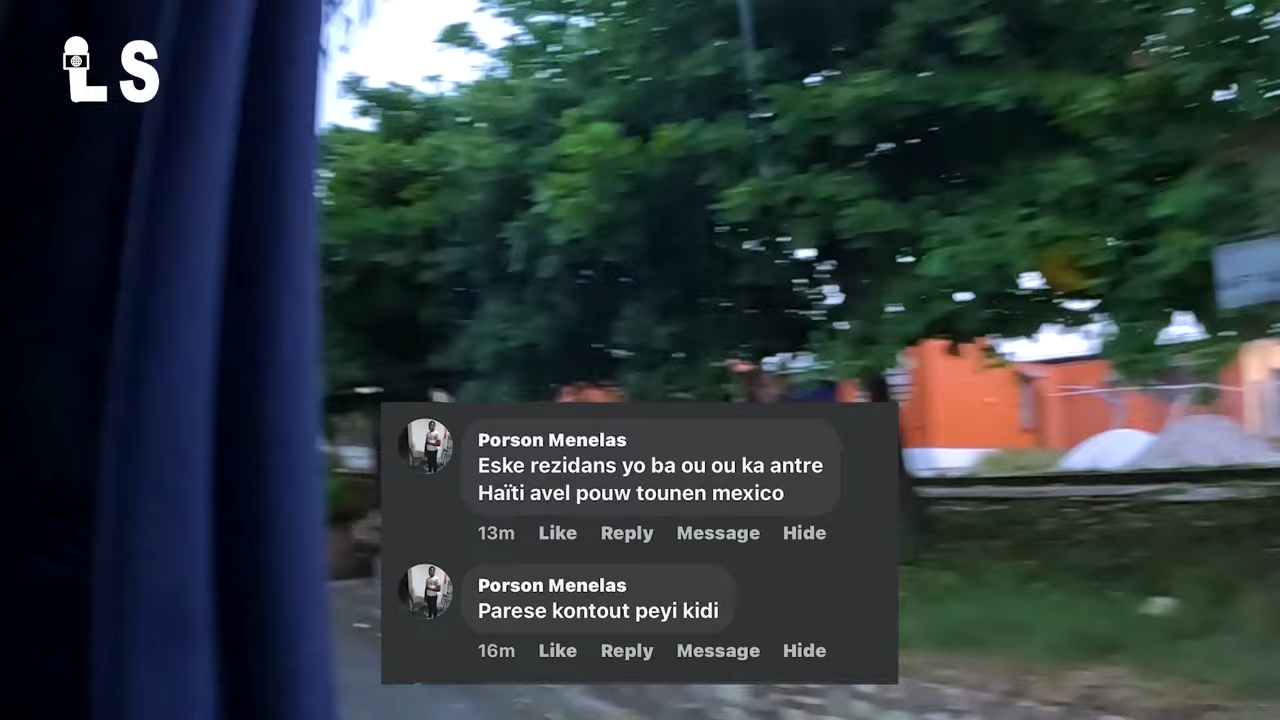 LS
Porson Menelas
Eske rezidans yo ba ou ou ka antre
Haïti avel pouw tounen mexico
13m Like Reply Message Hide
Porson Menelas
Parese kontout peyi kidi
16m Like Reply Message Hide